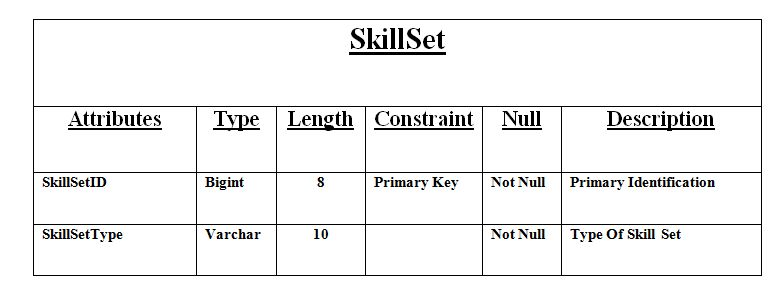 SkillSet
Attributes Type Length Constraint Null Description
SkillSetID Bigint 8 Primary Key Not Null Primary Identification
SkillSetType Varchar 10 Not Null Type Of Skill Set